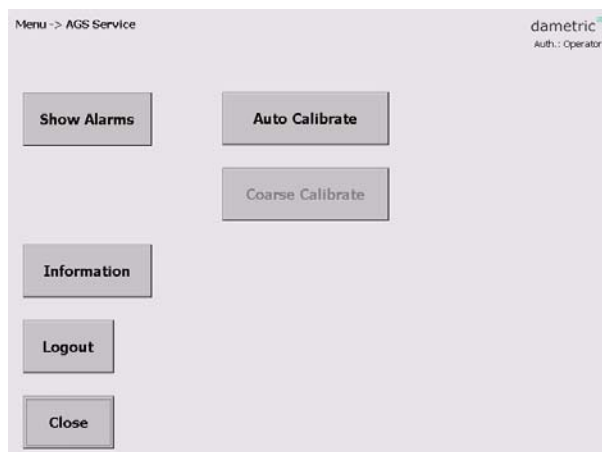 Menu -> AGS Service
dametric
Auth.: Operator
Show Alarms
Auto Calibrate
Coarse Calibrate
Information
Logout
Close